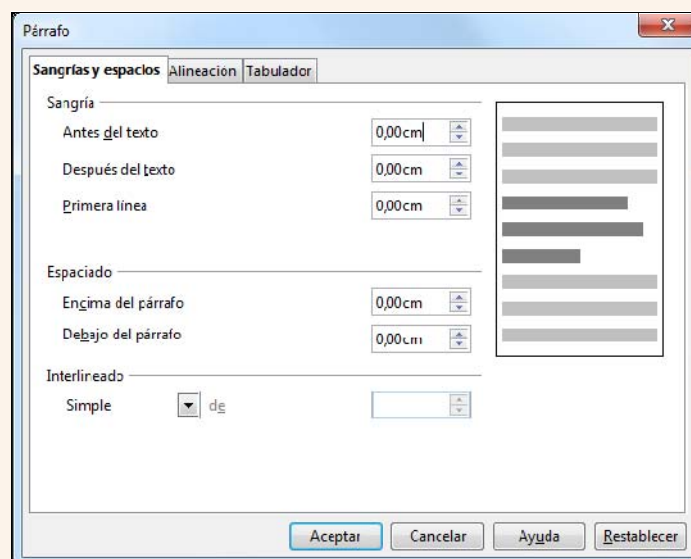 Párrafo
Sangrías y espacios Alineación Tabulador
Sangría
Antes del texto 0,00cm
Después del texto 0,00cm
Primera línea 0,00cm
Espaciado
Encima del párrafo 0,00cm
Debajo del párrafo 0,00cm
Interlineado
Simple de
Aceptar Cancelar Ayuda Restablecer